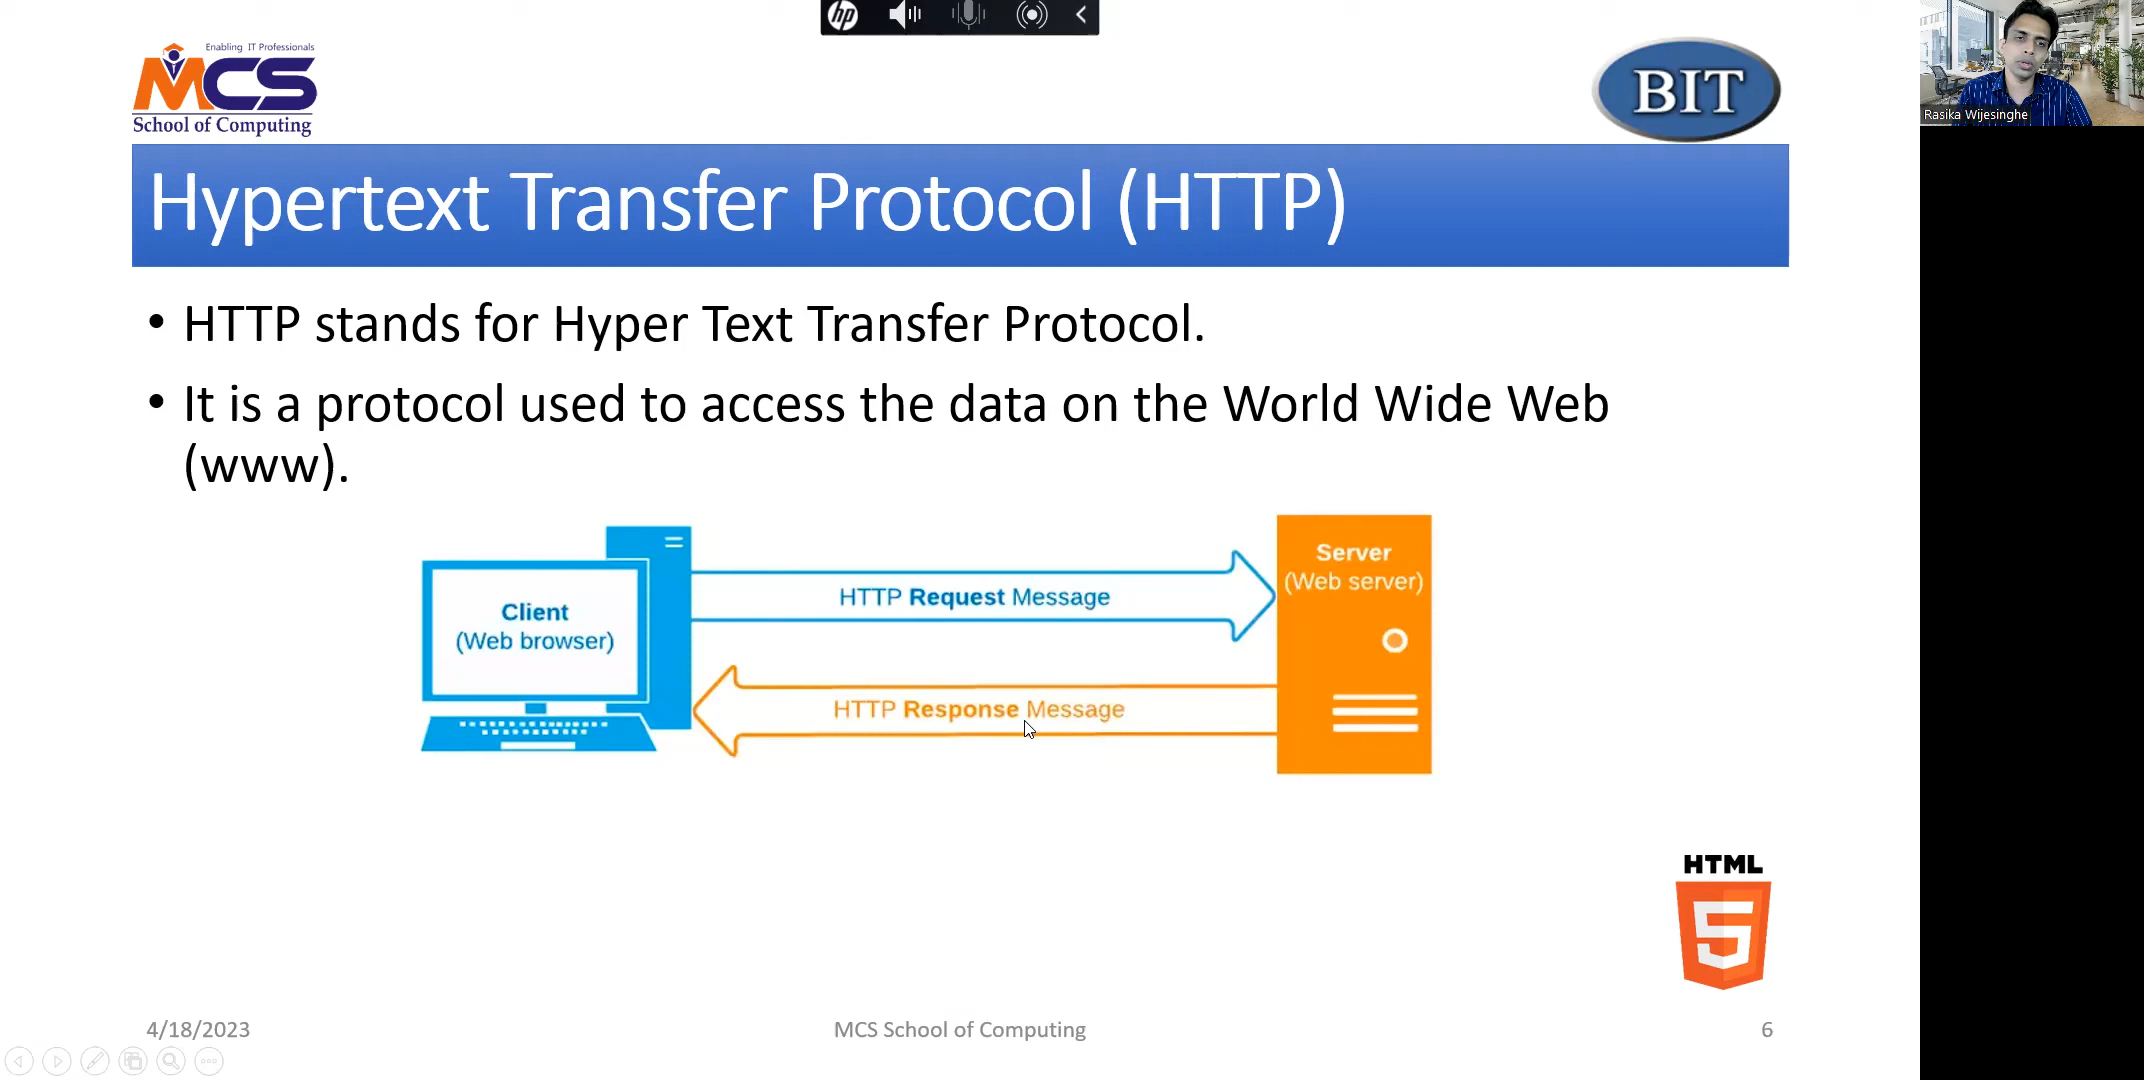 hp
Enabling IT Professionals
MCS
School of Computing
BIT
Rasika Wijesinghe
Hypertext Transfer Protocol (HTTP)
• HTTP stands for Hyper Text Transfer Protocol.
• It is a protocol used to access the data on the World Wide Web
(www).
Client
(Web browser)
HTTP Request Message
HTTP Response Message
Server
(Web server)
HTML
5
4/18/2023
MCS School of Computing
6